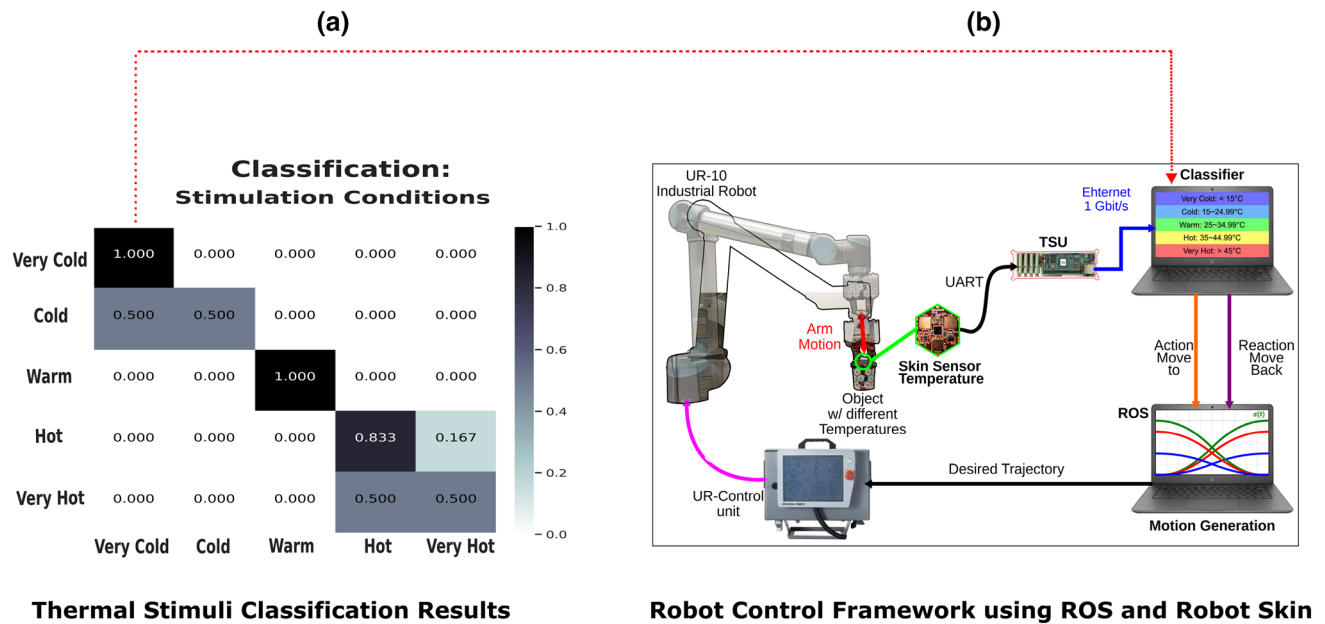 (a)
(b)
Classification:
Stimulation Conditions
Very Cold 1.000 0.000 0.000 0.000 0.000
Cold 0.500 0.500 0.000 0.000 0.000
Warm 0.000 0.000 1.000 0.000 0.000
Hot 0.000 0.000 0.000 0.833 0.167
Very Hot 0.000 0.000 0.000 0.500 0.500
Very Cold Cold Warm Hot Very Hot
1.0
0.8
0.6
0.4
0.2
0.0
Thermal Stimuli Classification Results
UR-10
Industrial Robot
Arm
Motion
Object
w/ different
Temperatures
Skin Sensor
Temperature
UART
TSU
Ehternet
1 Gbit/s
Classifier
Very Cold: < 15°C
Cold: 15~24.99°C
Warm: 25~34.99°C
Hot: 35~44.99°C
Very Hot: > 45°C
Action
Move
to
Reaction
Move
Back
ROS
x(t)
Motion Generation
Desired Trajectory
UR-Control
unit
Robot Control Framework using ROS and Robot Skin